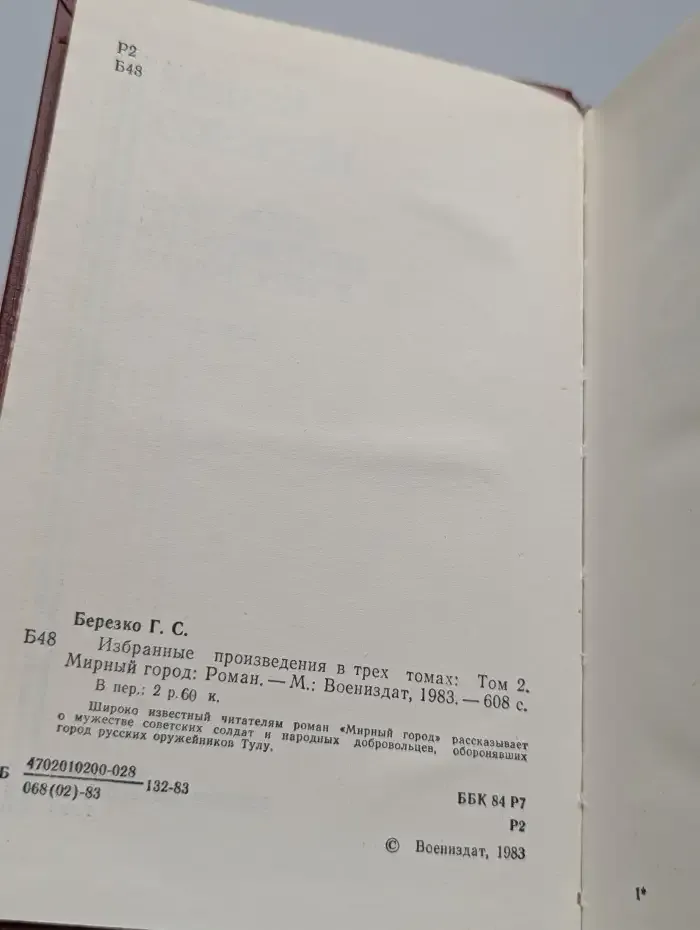 Р2
Б48
Березко Г. С.
Б48 Избранные произведения в трех томах: Том 2.
Мирный город: Роман. — М.: Воениздат, 1983. — 608 с.
В пер.: 2 р. 60 к.
Широко известный читателям роман «Мирный город» рассказывает
о мужестве советских солдат и народных добровольцев, оборонявших
город русских оружейников Тулу.
Б 4702010200-028 132-83
068(02)-83
ББК 84 Р7
Р2
© Воениздат, 1983
1*